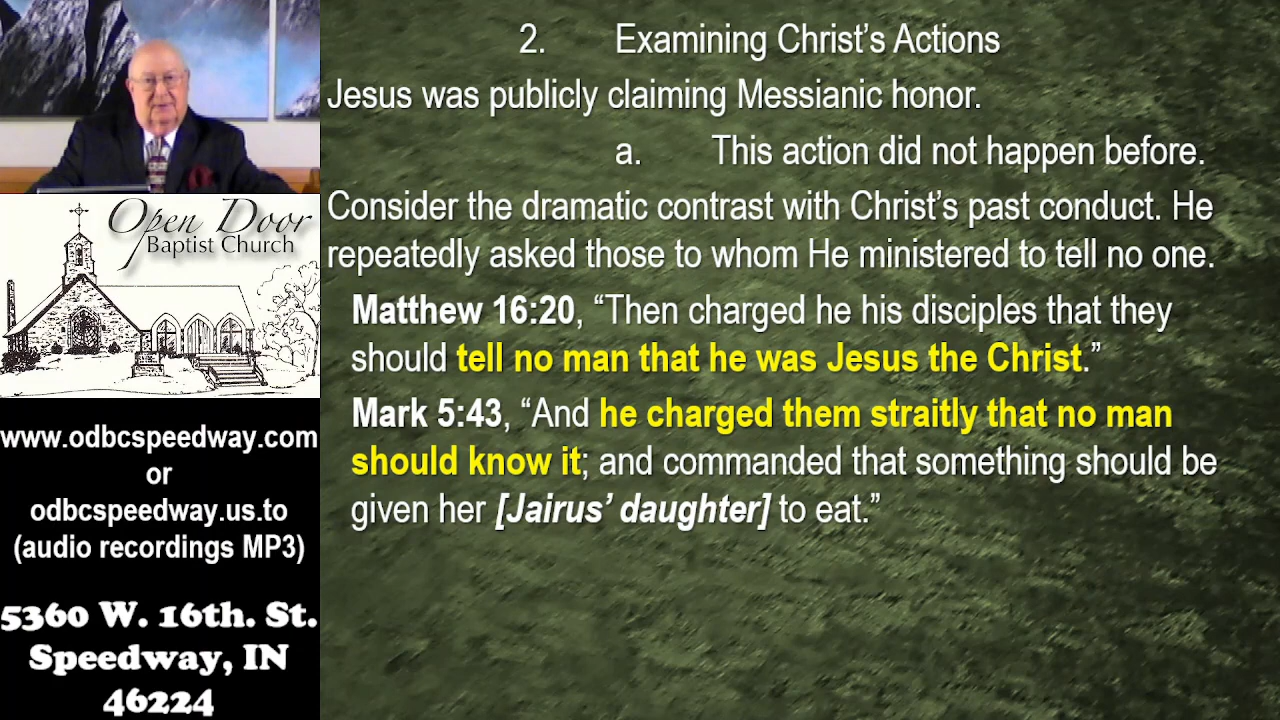 Open Door
Baptist Church
www.odbcspeedway.com
or
odbcspeedway.us.to
(audio recordings MP3)
5360 W. 16th. St.
Speedway, IN
46224
2. Examining Christ’s Actions
Jesus was publicly claiming Messianic honor.
a. This action did not happen before.
Consider the dramatic contrast with Christ’s past conduct. He
repeatedly asked those to whom He ministered to tell no one.
Matthew 16:20, “Then charged he his disciples that they
should tell no man that he was Jesus the Christ.”
Mark 5:43, “And he charged them straitly that no man
should know it; and commanded that something should be
given her [Jairus’ daughter] to eat.”